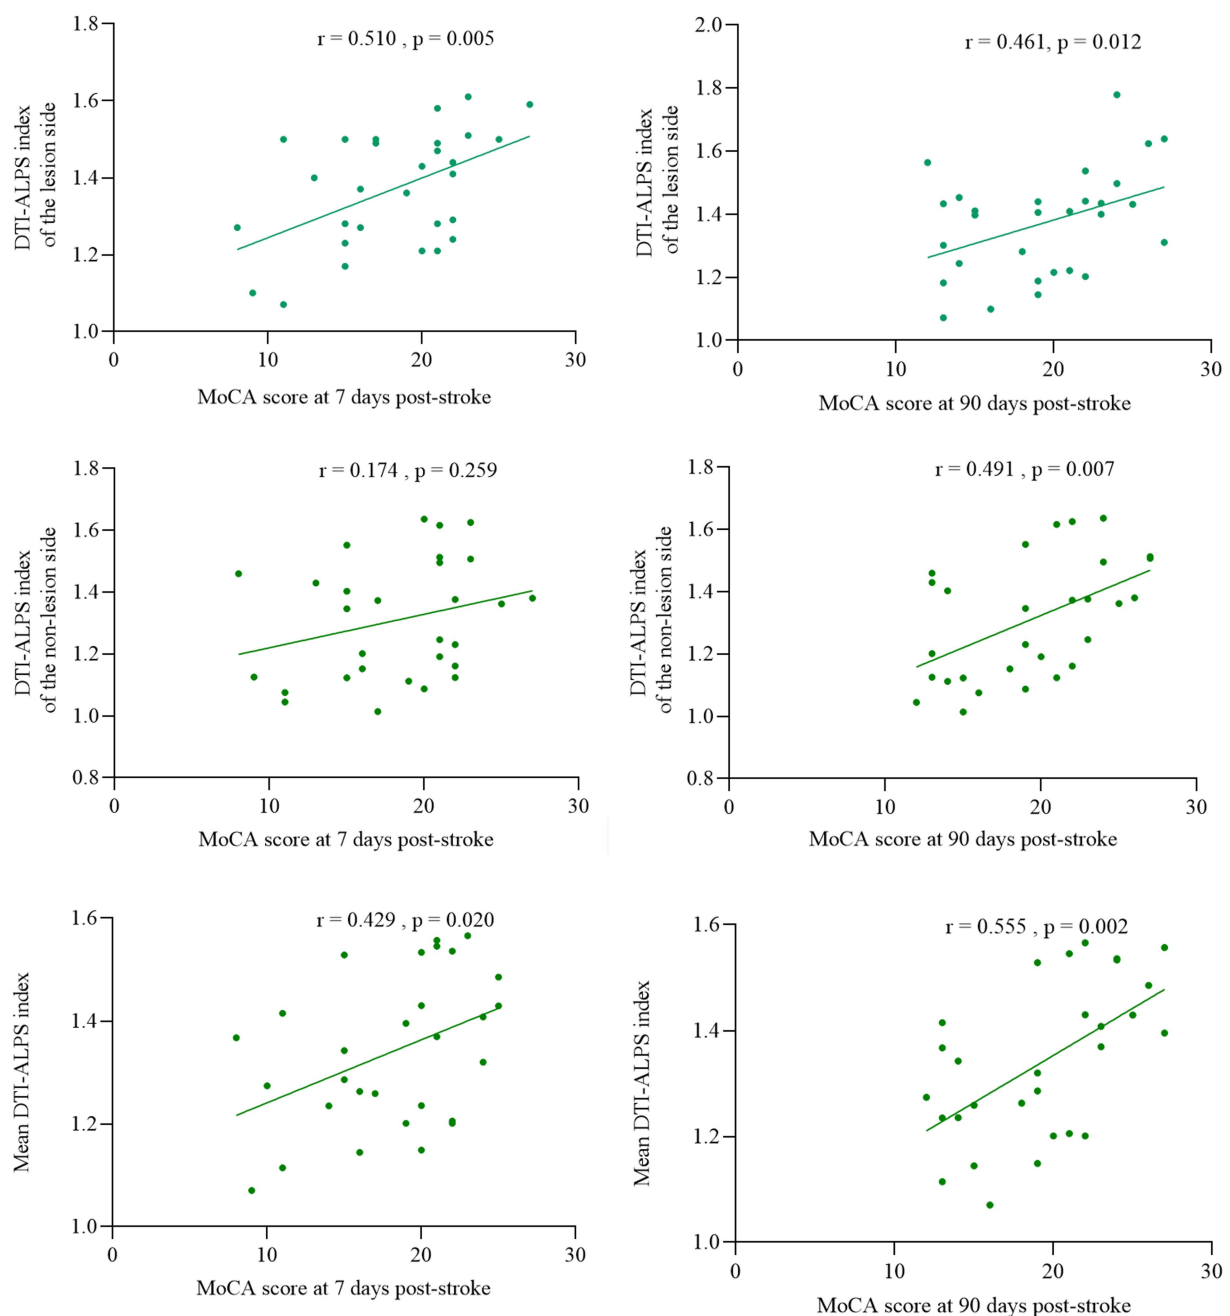 r = 0.510 , p = 0.005
DTI-ALPS index
of the lesion side
1.8
1.6
1.4
1.2
1.0
0
10
20
30
MoCA score at 7 days post-stroke
r = 0.461, p = 0.012
DTI-ALPS index
of the lesion side
2.0
1.8
1.6
1.4
1.2
1.0
0
10
20
30
MoCA score at 90 days post-stroke
r = 0.174 , p = 0.259
DTI-ALPS index
of the non-lesion side
1.8
1.6
1.4
1.2
1.0
0.8
0
10
20
30
MoCA score at 7 days post-stroke
r = 0.491 , p = 0.007
DTI-ALPS index
of the non-lesion side
1.8
1.6
1.4
1.2
1.0
0.8
0
10
20
30
MoCA score at 90 days post-stroke
r = 0.429 , p = 0.020
Mean DTI-ALPS index
1.6
1.4
1.2
1.0
0
10
20
30
MoCA score at 7 days post-stroke
r = 0.555 , p = 0.002
Mean DTI-ALPS index
1.6
1.4
1.2
1.0
0
10
20
30
MoCA score at 90 days post-stroke